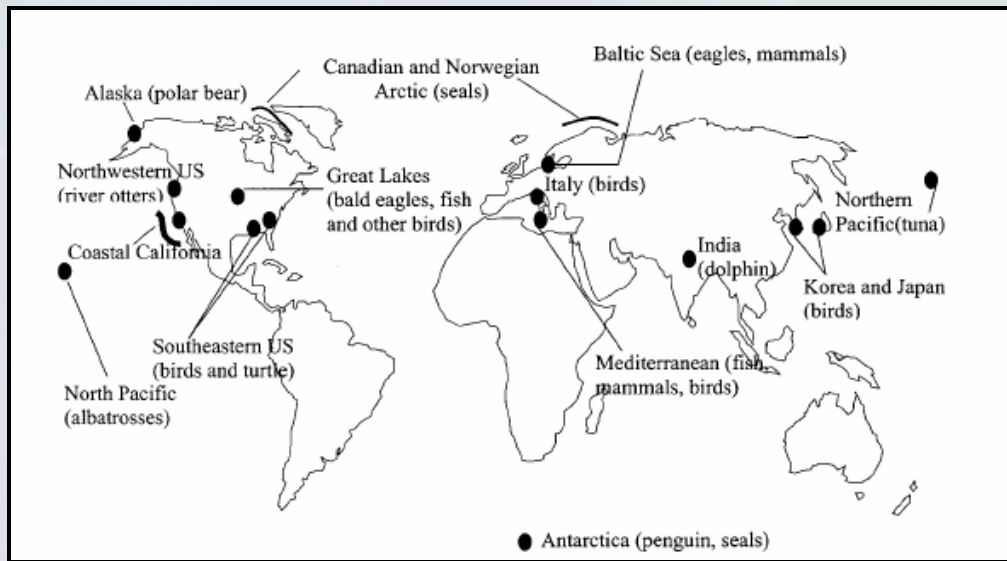 Baltic Sea (eagles, mammals)
Canadian and Norwegian
Arctic (seals)
Alaska (polar bear)
Northwestern US
(river otters)
Great Lakes
(bald eagles, fish
and other birds)
Italy (birds)
Northern
Pacific(tuna)
Coastal California
India
(dolphin)
Korea and Japan
(birds)
Southeastern US
(birds and turtle)
Mediterranean (fish,
mammals, birds)
North Pacific
(albatrosses)
Antarctica (penguin, seals)